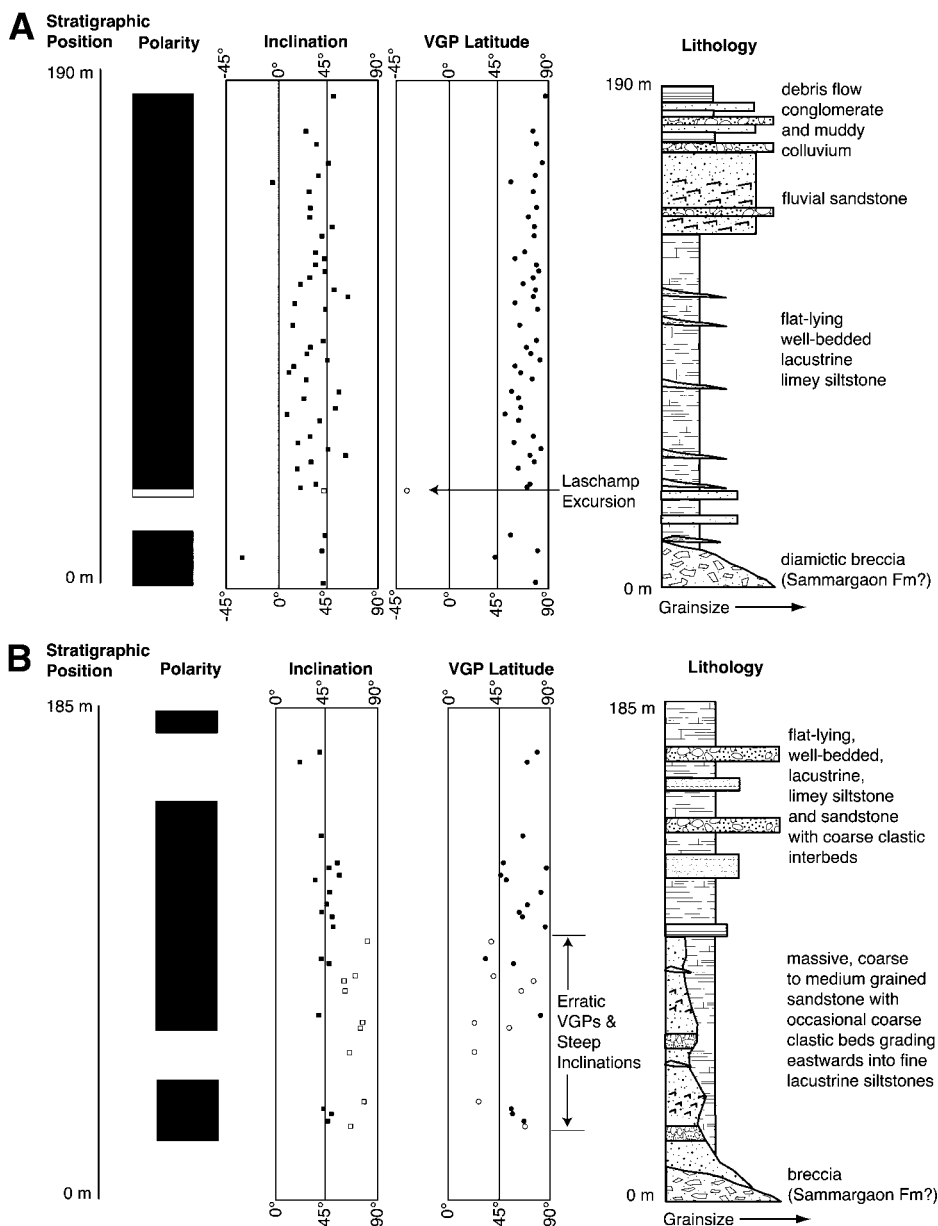 A
Stratigraphic
Position
Polarity
Inclination
VGP Latitude
Lithology
190 m
-45°
0
45°
90°
-45°
0°
45°
90°
190 m
debris flow
conglomerate
and muddy
colluvium
fluvial sandstone
flat-lying
well-bedded
lacustrine
limey siltstone
Laschamp
Excursion
diamictic breccia
(Sammargaon Fm?)
0 m
0 m
-45°
0
45°
90°
-45°
0°
45°
90°
Grainsize
B
Stratigraphic
Position
Polarity
Inclination
VGP Latitude
Lithology
185 m
0°
45°
90°
0°
45°
90°
185 m
flat-lying,
well-bedded,
lacustrine,
limey siltstone
and sandstone
with coarse clastic
interbeds
Erratic
VGPs &
Steep
Inclinations
massive, coarse
to medium grained
sandstone with
occasional coarse
clastic beds grading
eastwards into fine
lacustrine siltstones
breccia
(Sammargaon Fm?)
0 m
0 m
0°
45°
90°
0°
45°
90°
Grainsize